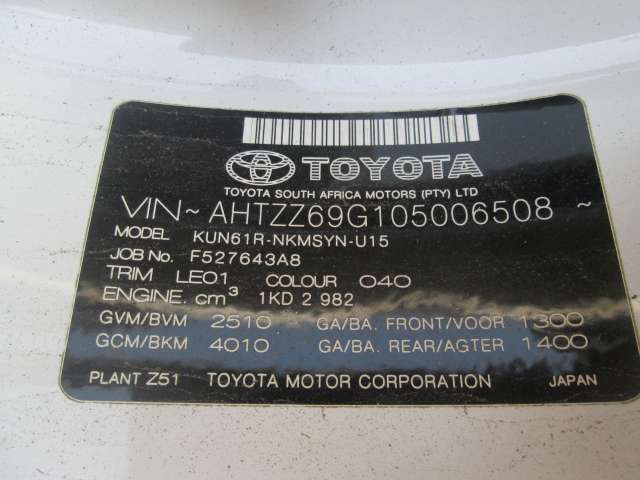 TOYOTA
TOYOTA SOUTH AFRICA MOTORS (PTY) LTD
VIN~ AHTZZ69G105006508 ~
MODEL KUN61R-NKMSYN-U15
JOB No. F527643A8
TRIM LE01 COLOUR 040
ENGINE. cm³ 1KD 2 982
GVM/BVM 2510 GA/BA. FRONT/VOOR 1300
GCM/BKM 4010 GA/BA. REAR/AGTER 1400
PLANT Z51 TOYOTA MOTOR CORPORATION JAPAN